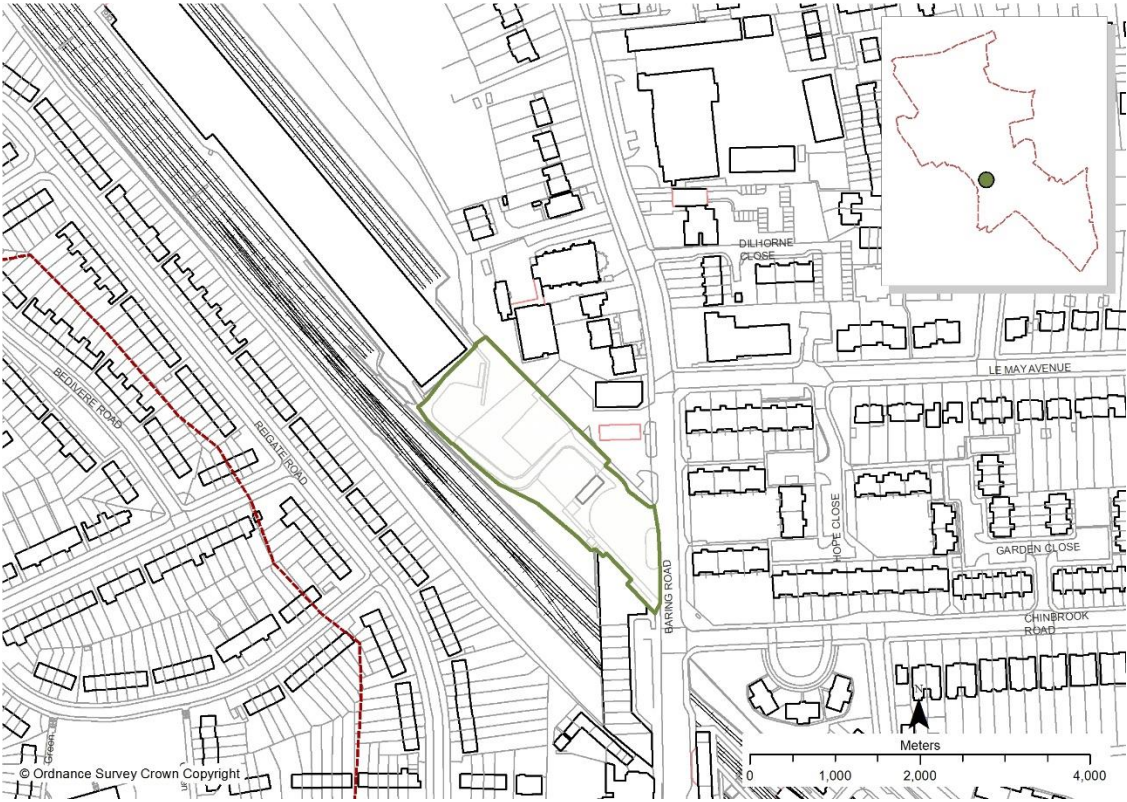 DILHORNE
CLOSE
LE MAY AVENUE
BEDIVERE ROAD
REIGATE ROAD
HOPE CLOSE
GARDEN CLOSE
BARING ROAD
CHINBROOK
ROAD
N
Meters
0 1,000 2,000 4,000
Green
© Ordnance Survey Crown Copyright